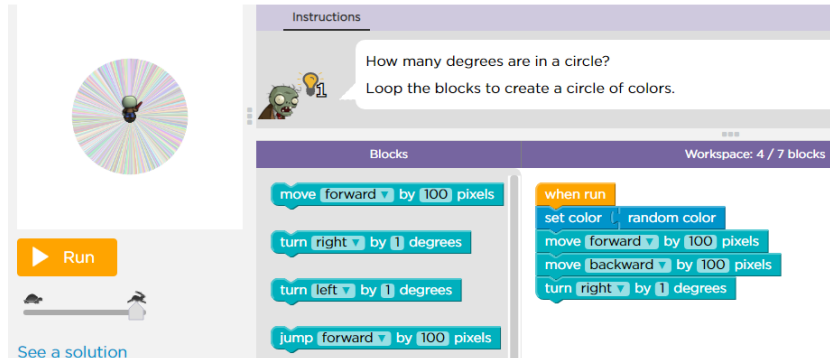 Instructions
How many degrees are in a circle?
1
Loop the blocks to create a circle of colors.
Blocks
Workspace: 4 / 7 blocks
move forward ▼ by 100 pixels
turn right ▼ by 1 degrees
turn left ▼ by 1 degrees
jump forward ▼ by 100 pixels
when run
set color random color
move forward ▼ by 100 pixels
move backward ▼ by 100 pixels
turn right ▼ by 1 degrees
Run
See a solution